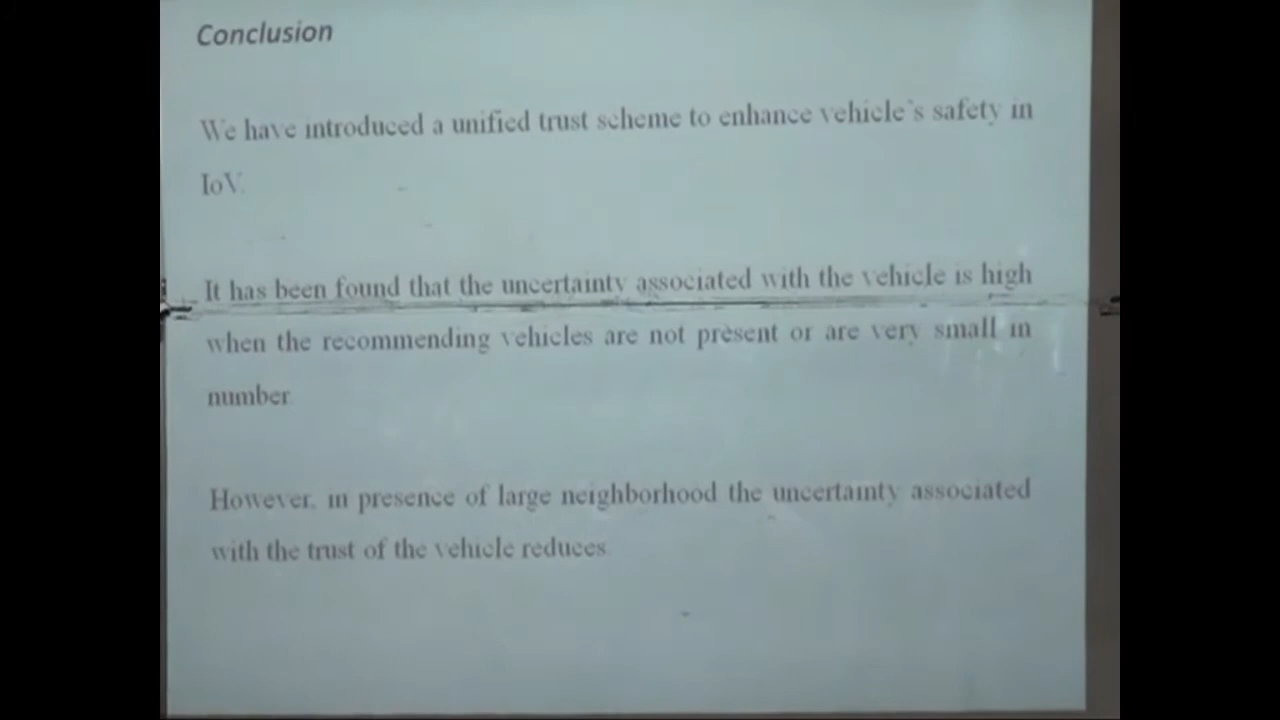 Conclusion
We have introduced a unified trust scheme to enhance vehicle's safety in
IoV.
It has been found that the uncertainty associated with the vehicle is high
when the recommending vehicles are not present or are very small in
number.
However, in presence of large neighborhood the uncertainty associated
with the trust of the vehicle reduces.